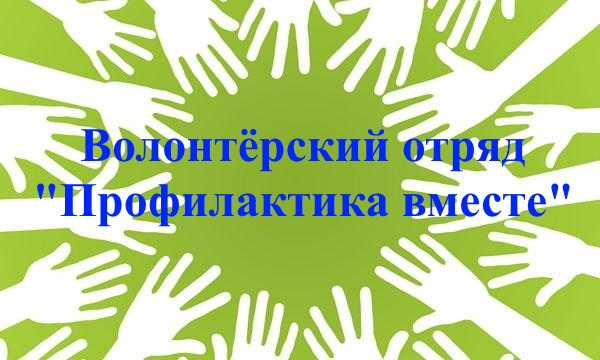 Волонтёрский отряд
"Профилактика вместе"